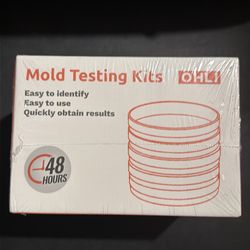 Mold Testing Kits OHLI
Easy to identify
Easy to use
Quickly obtain results
48
HOURS